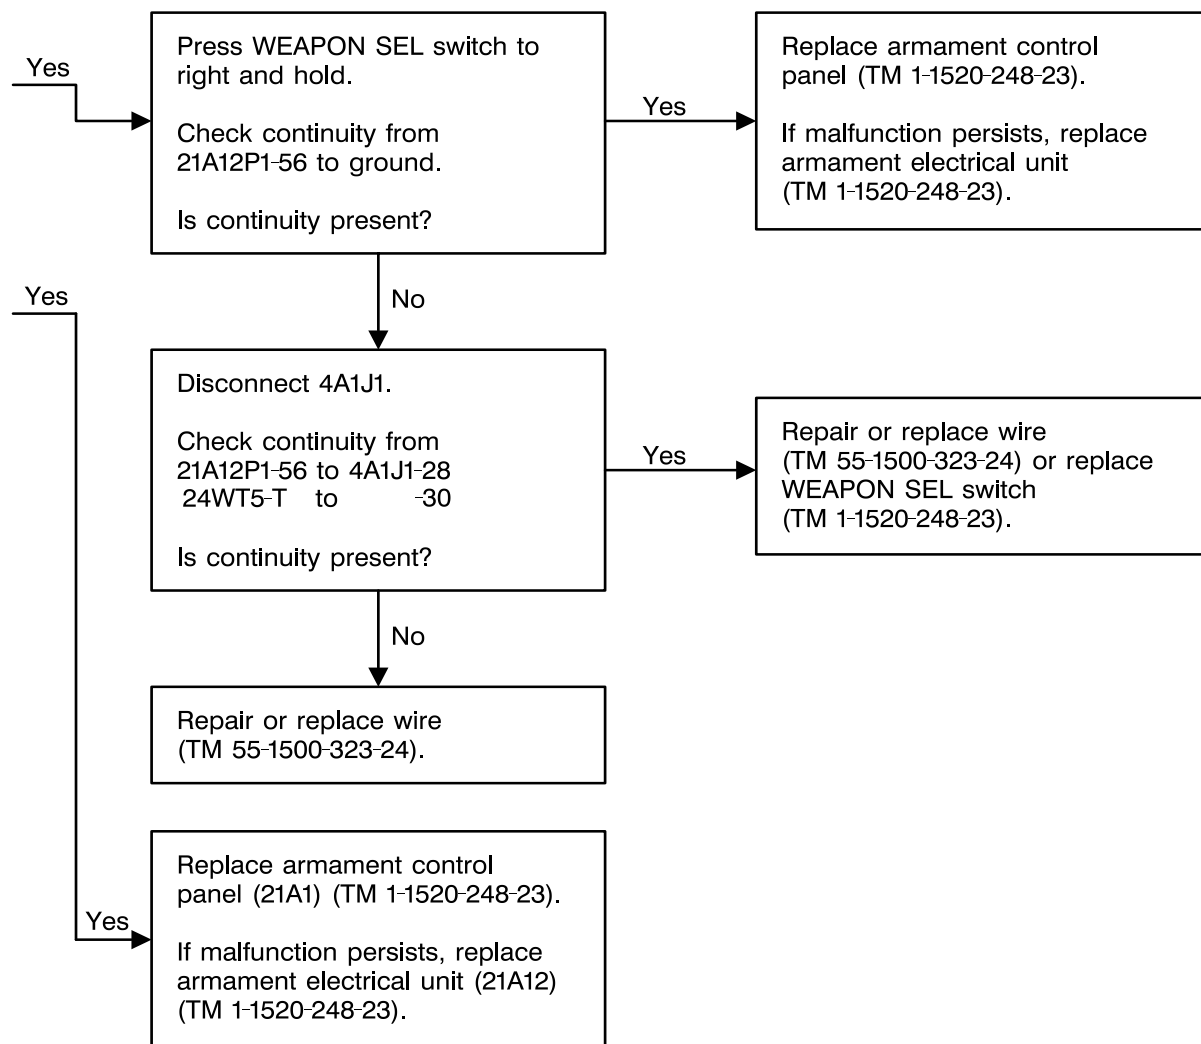 Yes
Press WEAPON SEL switch to
right and hold.
Check continuity from
21A12P1-56 to ground.
Is continuity present?
Yes
Replace armament control
panel (TM 1-1520-248-23).
If malfunction persists, replace
armament electrical unit
(TM 1-1520-248-23).
No
Yes
Disconnect 4A1J1.
Check continuity from
21A12P1-56 to 4A1J1-28
24WT5-T to -30
Is continuity present?
Yes
Repair or replace wire
(TM 55-1500-323-24) or replace
WEAPON SEL switch
(TM 1-1520-248-23).
No
Repair or replace wire
(TM 55-1500-323-24).
Yes
Replace armament control
panel (21A1) (TM 1-1520-248-23).
If malfunction persists, replace
armament electrical unit (21A12)
(TM 1-1520-248-23).